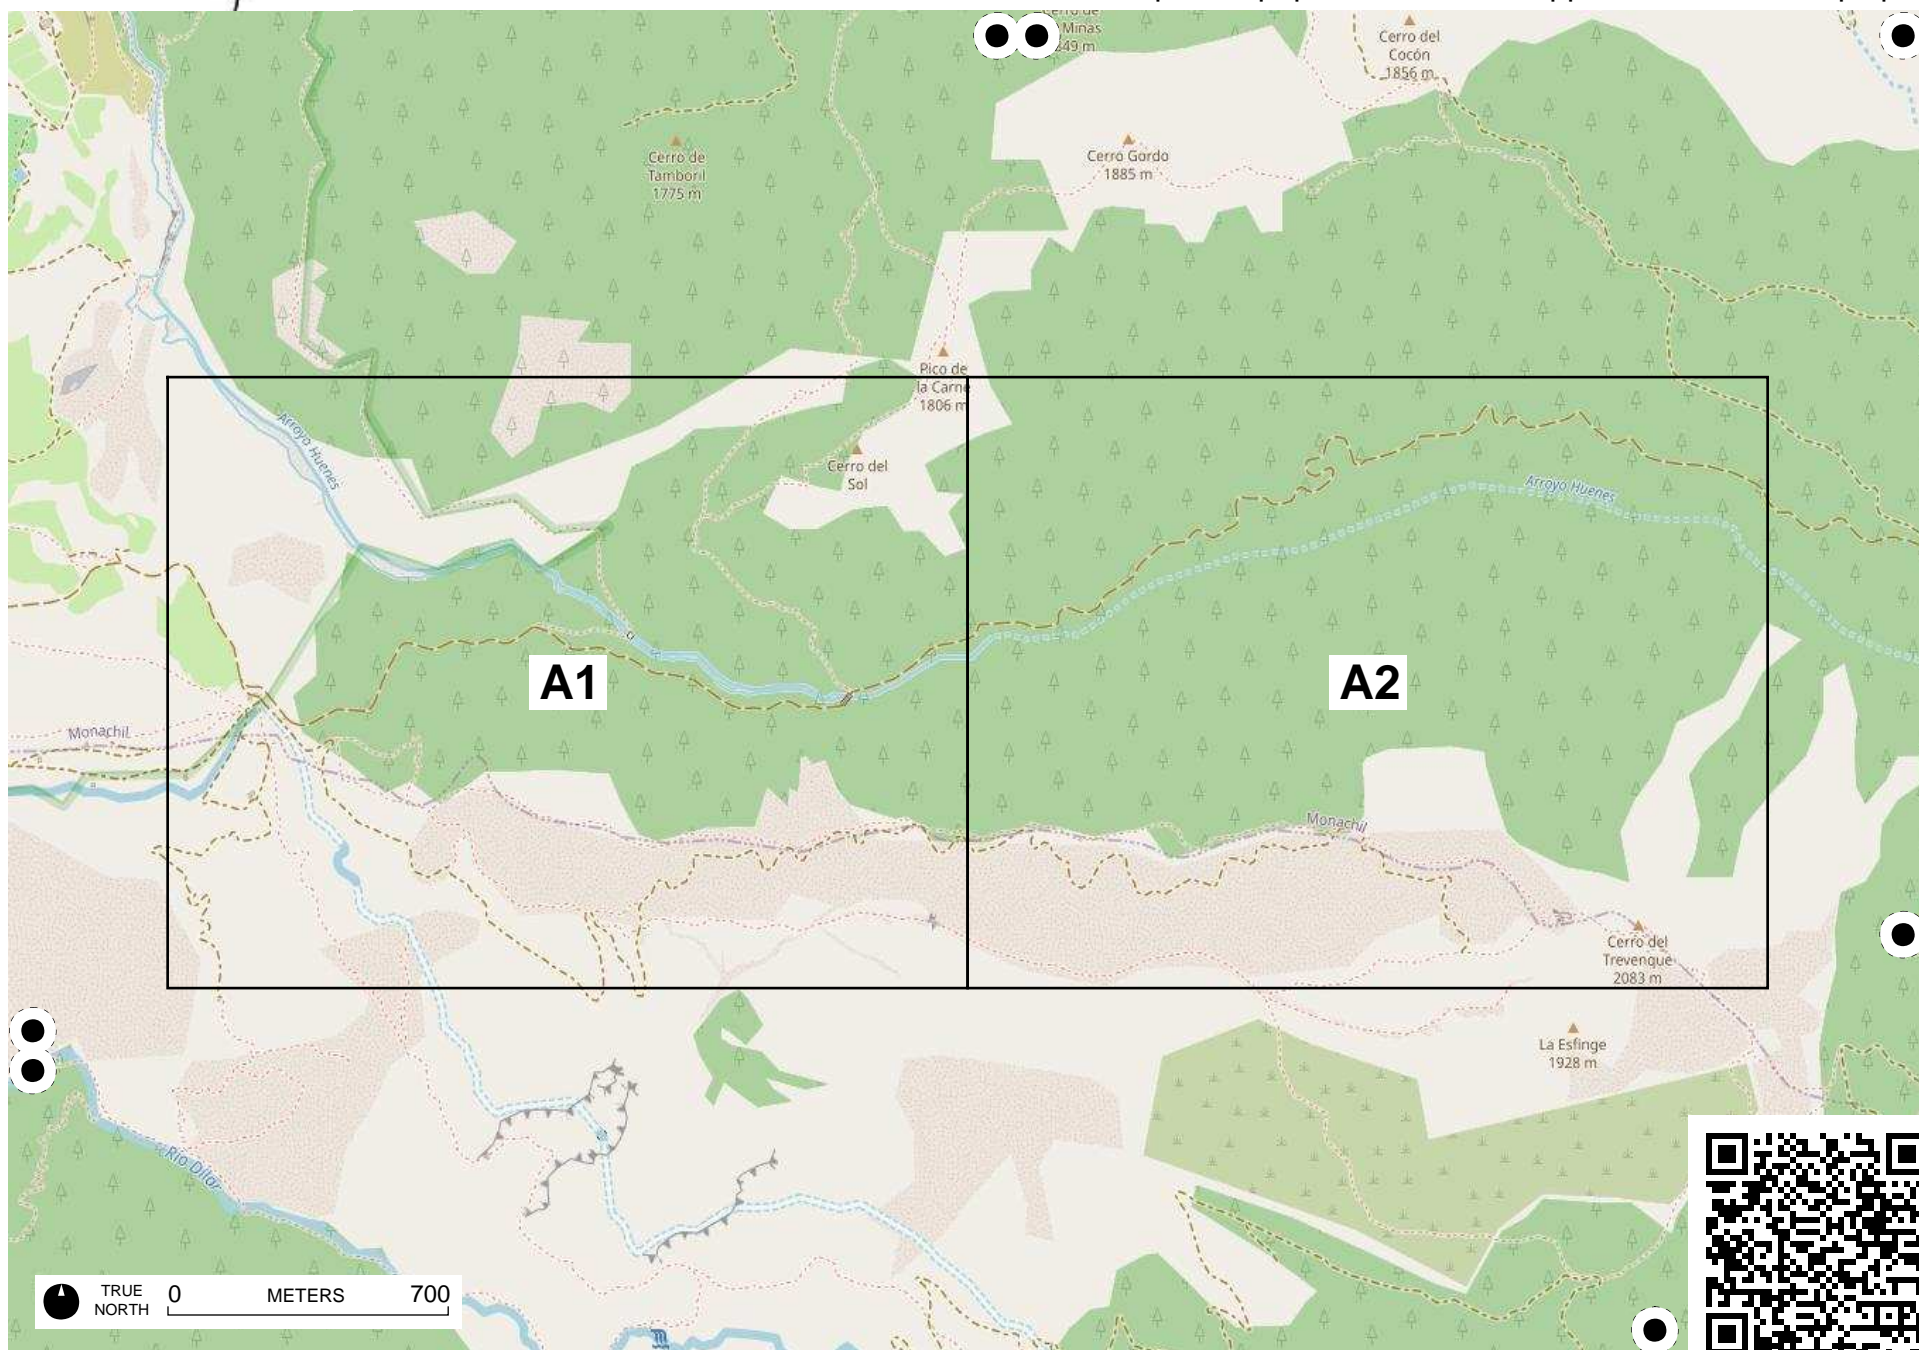 Minas
Cerro del
Cocón
1856 m
Cerro de
Tamboril
1775 m
Cerro Gordo
1885 m
Pico de
la Carne
1806 m
Arroyo Huenes
Cerro del
Sol
Arroyo Huenes
A1
A2
Monachil
Monachil
Cerro del
Trevenque
2083 m
La Esfinge
1928 m
Río Dílar
TRUE
NORTH
0 METERS 700